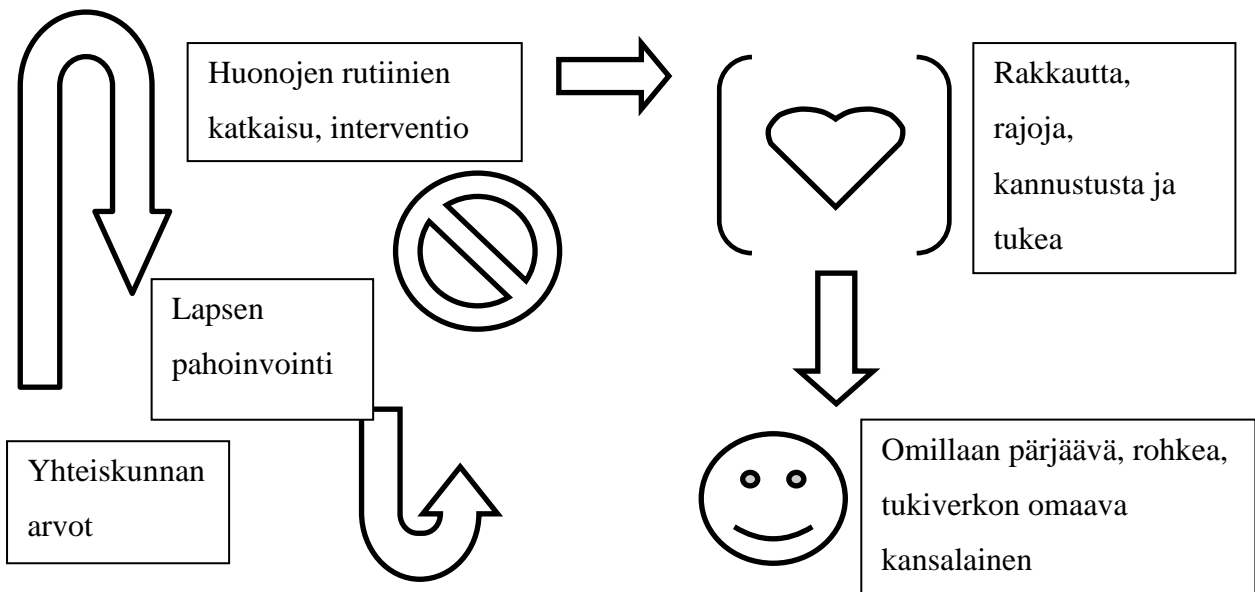 Huonojen rutiinien
katkaisu, interventio
Rakkautta,
rajoja,
kannustusta ja
tukea
Lapsen
pahoinvointi
Yhteiskunnan
arvot
Omillaan pärjäävä, rohkea,
tukiverkon omaava
kansalainen